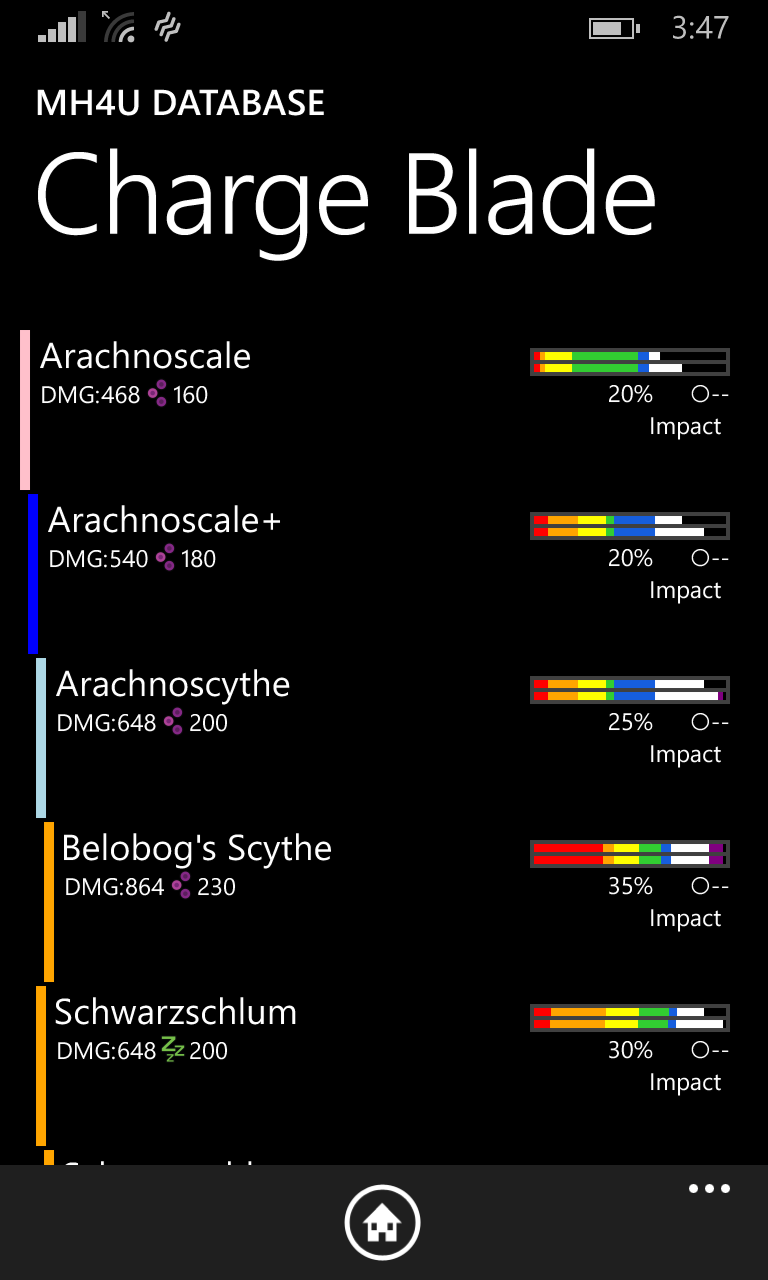 3:47
MH4U DATABASE
Charge Blade
Arachnoscale
DMG:468 160
20% O--
Impact
Arachnoscale+
DMG:540 180
20% O--
Impact
Arachnoscythe
DMG:648 200
25% O--
Impact
Belobog's Scythe
DMG:864 230
35% O--
Impact
Schwarzschlum
DMG:648 200
30% O--
Impact